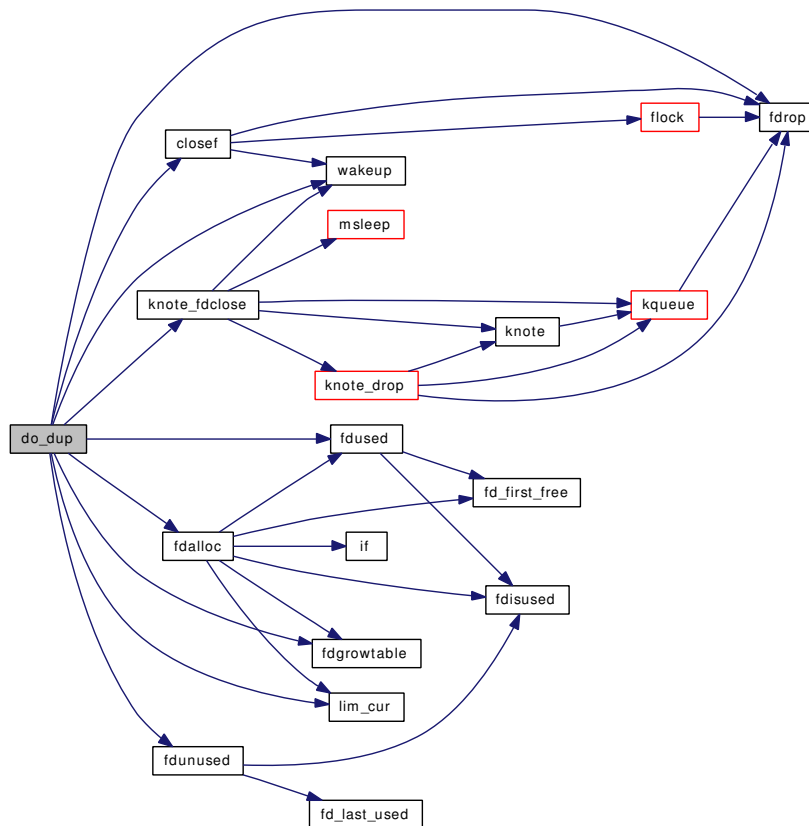 fdrop
flock
closef
wakeup
msleep
knote_fdclose
kqueue
knote
knote_drop
do_dup
fdused
fd_first_free
fdalloc
if
fdisused
fdgrowtable
lim_cur
fdunused
fd_last_used